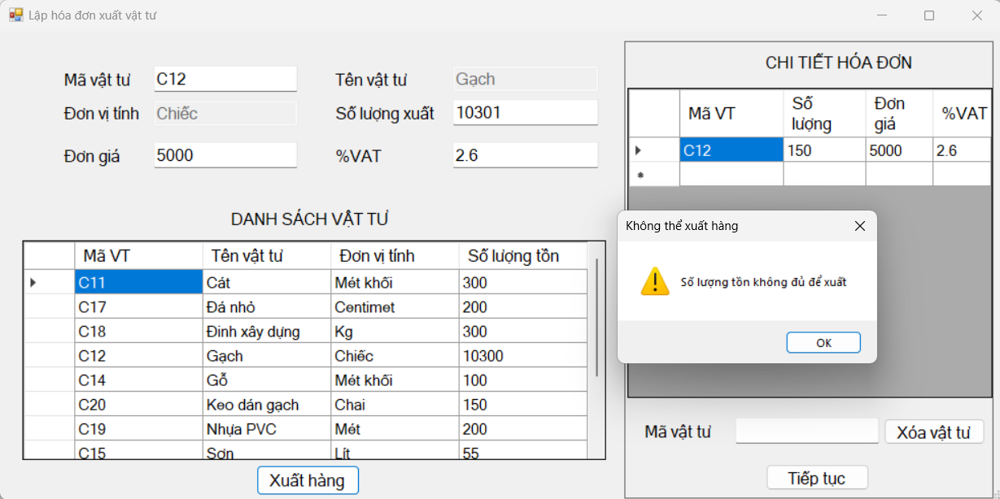 Lập hóa đơn xuất vật tư
Mã vật tư C12 Tên vật tư Gạch
Đơn vị tính Chiếc Số lượng xuất 10301
Đơn giá 5000 %VAT 2.6
DANH SÁCH VẬT TƯ
Mã VT Tên vật tư Đơn vị tính Số lượng tồn
C11 Cát Mét khối 300
C17 Đá nhỏ Centimet 200
C18 Đinh xây dựng Kg 300
C12 Gạch Chiếc 10300
C14 Gỗ Mét khối 100
C20 Keo dán gạch Chai 150
C19 Nhựa PVC Mét 200
C15 Sơn Lít 55
Xuất hàng
CHI TIẾT HÓA ĐƠN
Mã VT Số lượng Đơn giá %VAT
C12 150 5000 2.6
Không thể xuất hàng
Số lượng tồn không đủ để xuất
OK
Mã vật tư Xóa vật tư
Tiếp tục